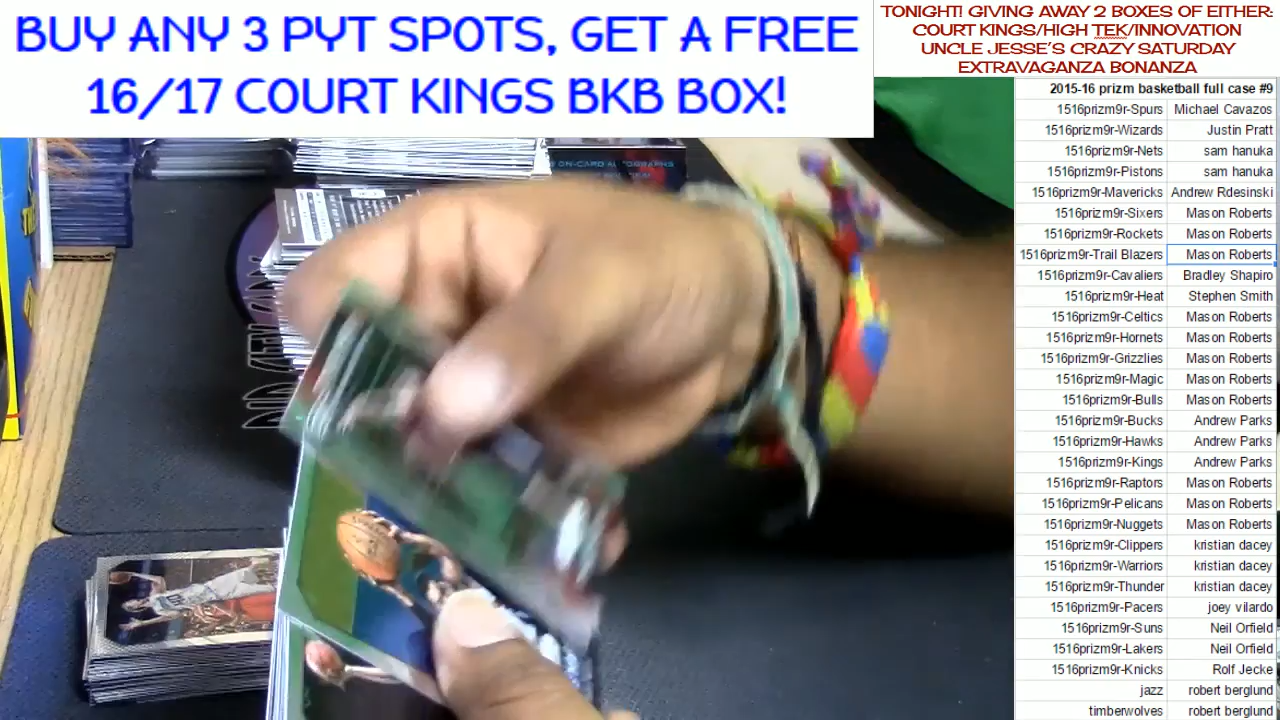 BUY ANY 3 PYT SPOTS, GET A FREE
16/17 COURT KINGS BKB BOX!
TONIGHT! GIVING AWAY 2 BOXES OF EITHER:
COURT KINGS/HIGH TEK/INNOVATION
UNCLE JESSE'S CRAZY SATURDAY
EXTRAVAGANZA BONANZA
2015-16 prizm basketball full case #9
1516prizm9r-Spurs Michael Cavazos
1516prizm9r-Wizards Justin Pratt
1516prizm9r-Nets sam hanuka
1516prizm9r-Pistons sam hanuka
1516prizm9r-Mavericks Andrew Rdesinski
1516prizm9r-Sixers Mason Roberts
1516prizm9r-Rockets Mason Roberts
1516prizm9r-Trail Blazers Mason Roberts
1516prizm9r-Cavaliers Bradley Shapiro
1516prizm9r-Heat Stephen Smith
1516prizm9r-Celtics Mason Roberts
1516prizm9r-Hornets Mason Roberts
1516prizm9r-Grizzlies Mason Roberts
1516prizm9r-Magic Mason Roberts
1516prizm9r-Bulls Mason Roberts
1516prizm9r-Bucks Andrew Parks
1516prizm9r-Hawks Andrew Parks
1516prizm9r-Kings Andrew Parks
1516prizm9r-Raptors Mason Roberts
1516prizm9r-Pelicans Mason Roberts
1516prizm9r-Nuggets Mason Roberts
1516prizm9r-Clippers kristian dacey
1516prizm9r-Warriors kristian dacey
1516prizm9r-Thunder kristian dacey
1516prizm9r-Pacers joey vilardo
1516prizm9r-Suns Neil Orfield
1516prizm9r-Lakers Neil Orfield
1516prizm9r-Knicks Rolf Jecke
jazz robert berglund
timberwolves robert berglund
ON-CARD AUTOGRAPHS